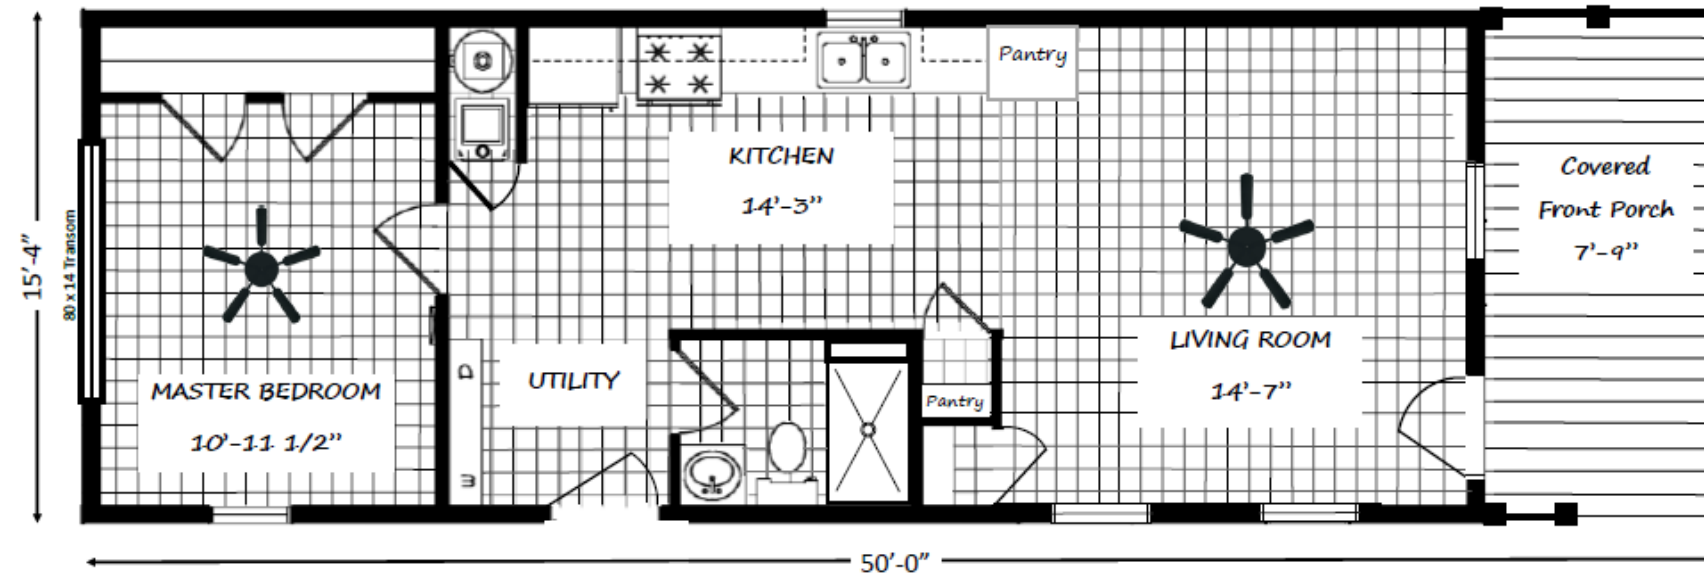 Pantry
KITCHEN
14'-3"
Covered
Front Porch
7'-9"
15'-4"
80 x 14 Transom
MASTER BEDROOM
10'-11 1/2"
D
UTILITY
W
Pantry
LIVING ROOM
14'-7"
50'-0"